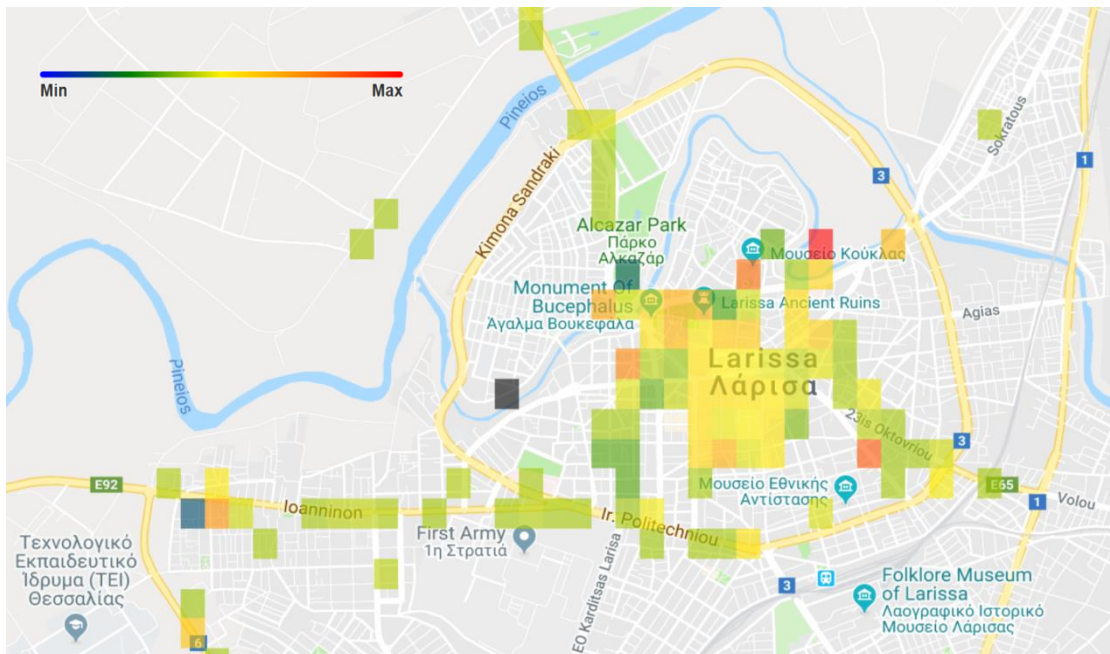 Min
Max
Pineios
Kimona Sandraki
Sokratous
1
3
Alcazar Park
Πάρκο
Αλκαζάρ
Μουσείο Κούκλας
Monument Of
Bucephalus
Άγαλμα Βουκεφάλα
Larissa Ancient Ruins
Agias
Pineios
Larissa
Λάρισα
23is Oktovriou
3
E92
Ioanninon
First Army
1η Στρατιά
Ir. Politechniou
Μουσείο Εθνικής
Αντίστασης
E65
1
Volou
Τεχνολογικό
Εκπαιδευτικό
Ίδρυμα (ΤΕΙ)
Θεσσαλίας
6
EO Karditsas Larisa
3
Folklore Museum
of Larissa
Λαογραφικό Ιστορικό
Μουσείο Λάρισας